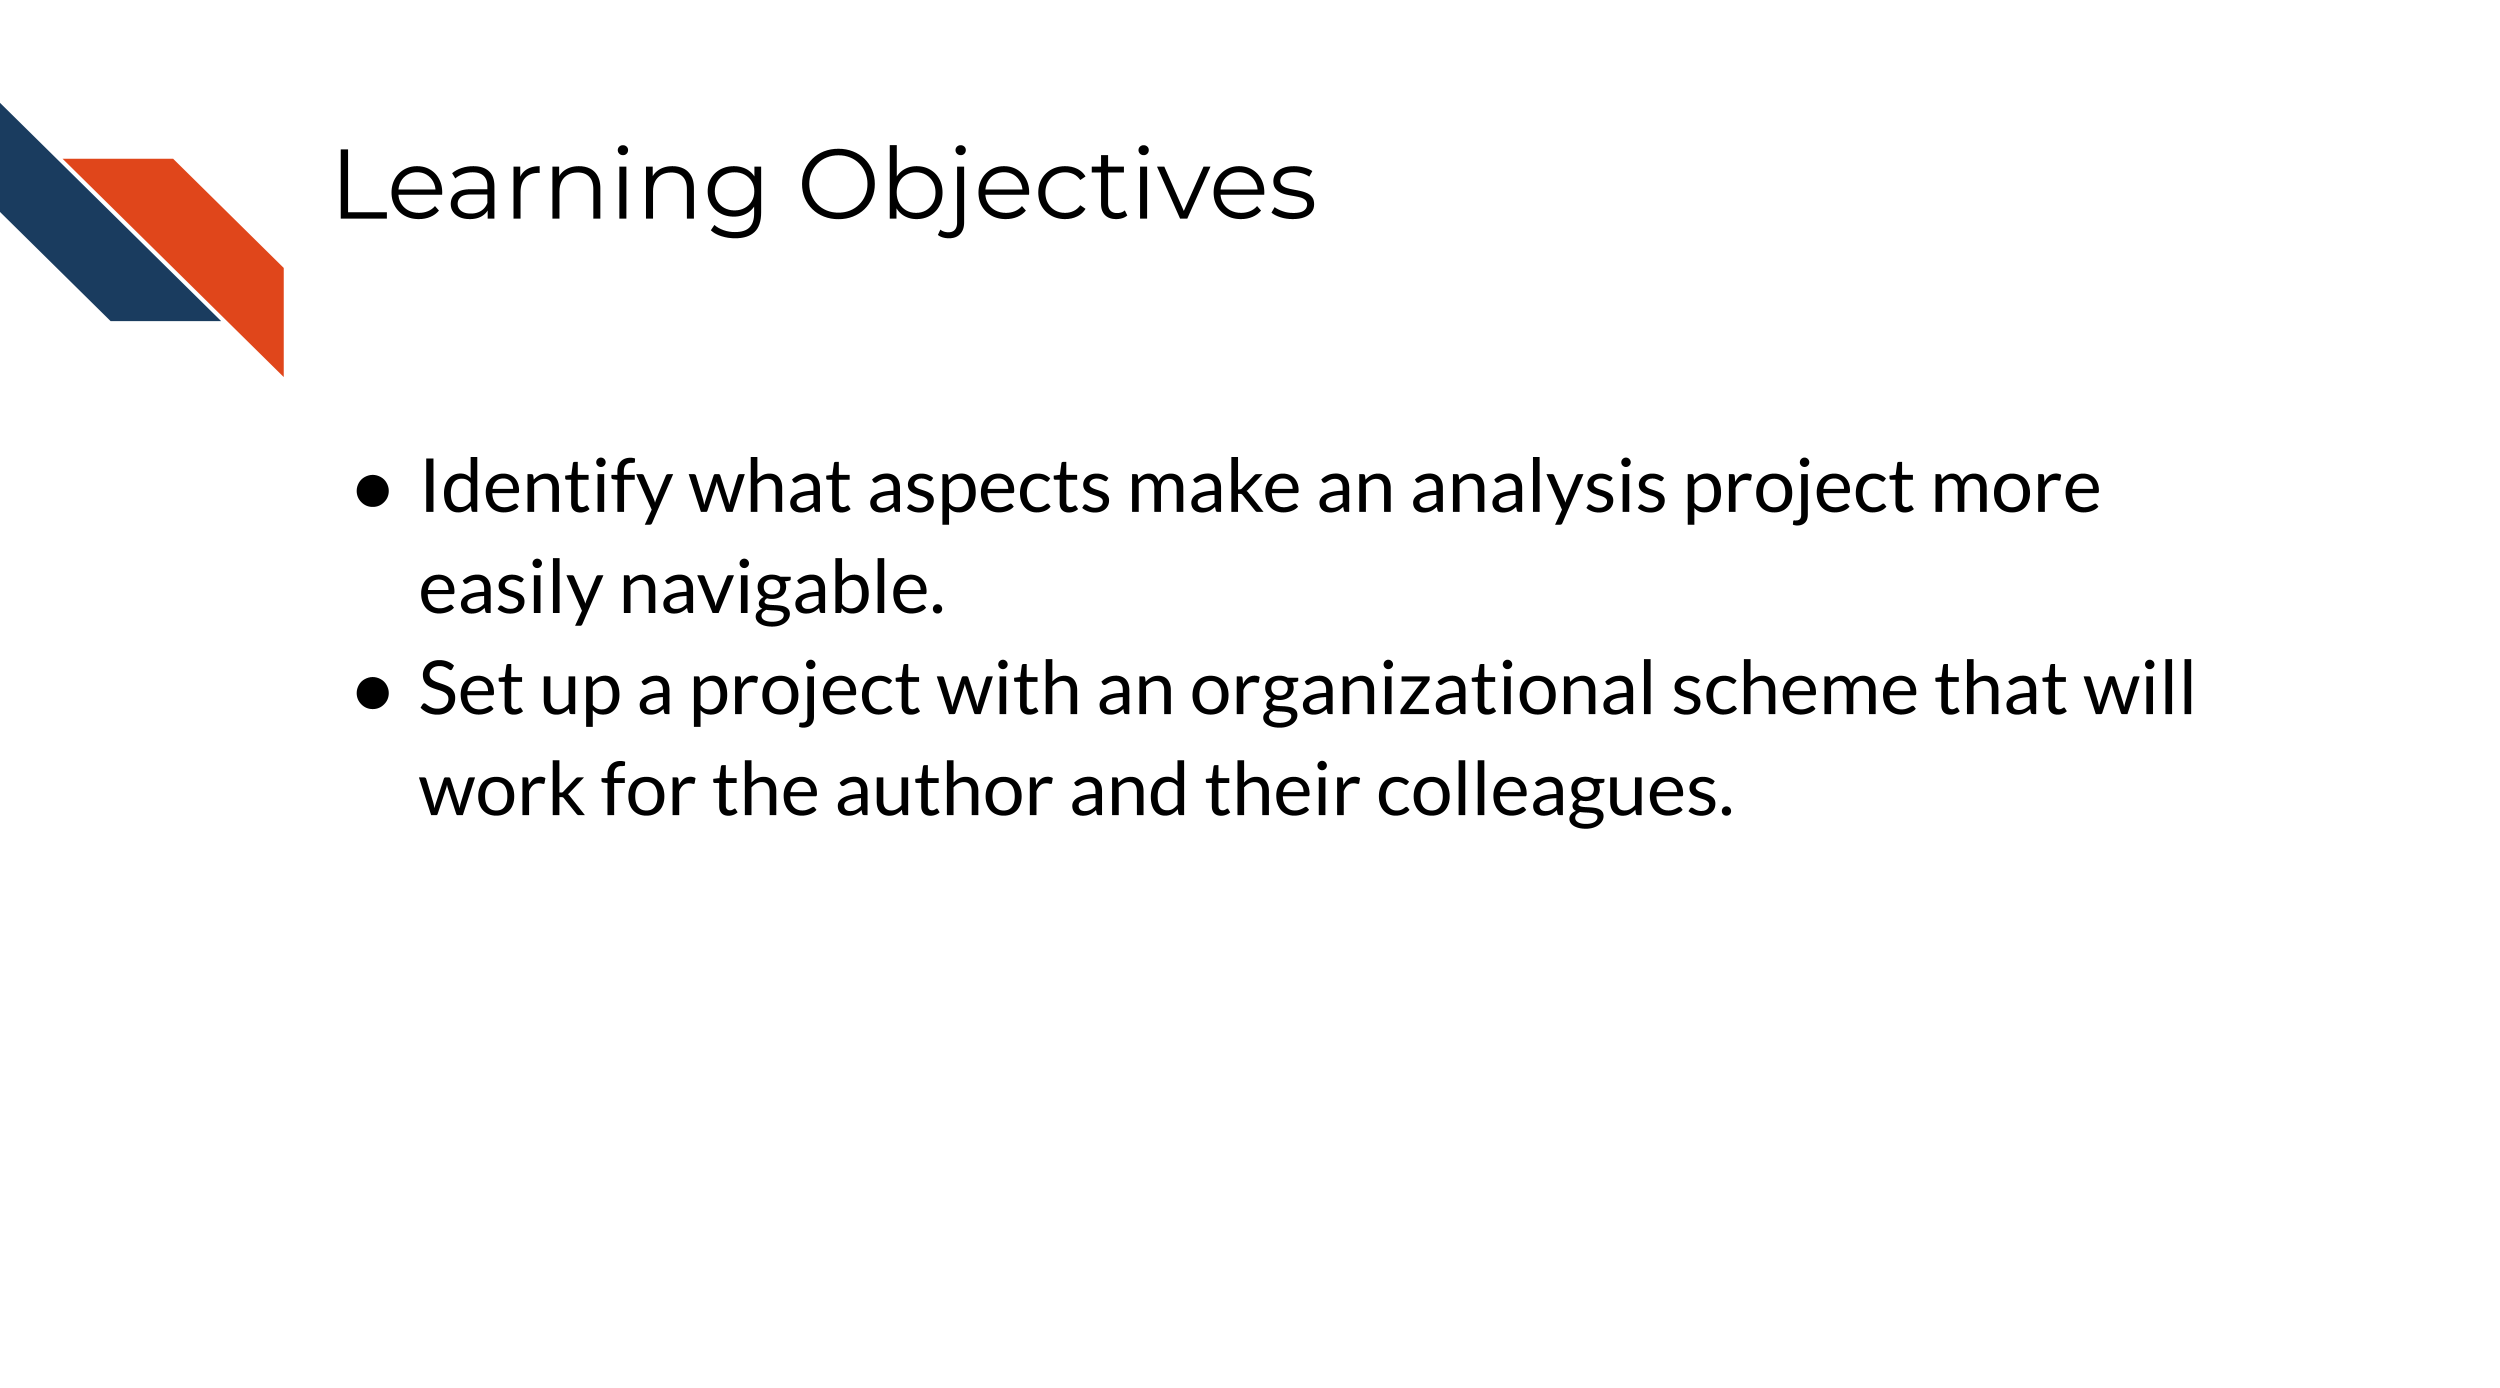 Learning Objectives
● Identify what aspects make an analysis project more
easily navigable.
● Set up a project with an organizational scheme that will
work for the author and their colleagues.